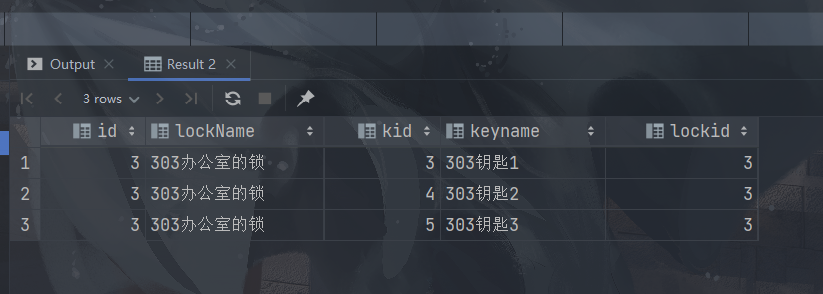 Output Result 2
3 rows
id lockName kid keyname lockid
1 3 303办公室的锁 3 303钥匙1 3
2 3 303办公室的锁 4 303钥匙2 3
3 3 303办公室的锁 5 303钥匙3 3